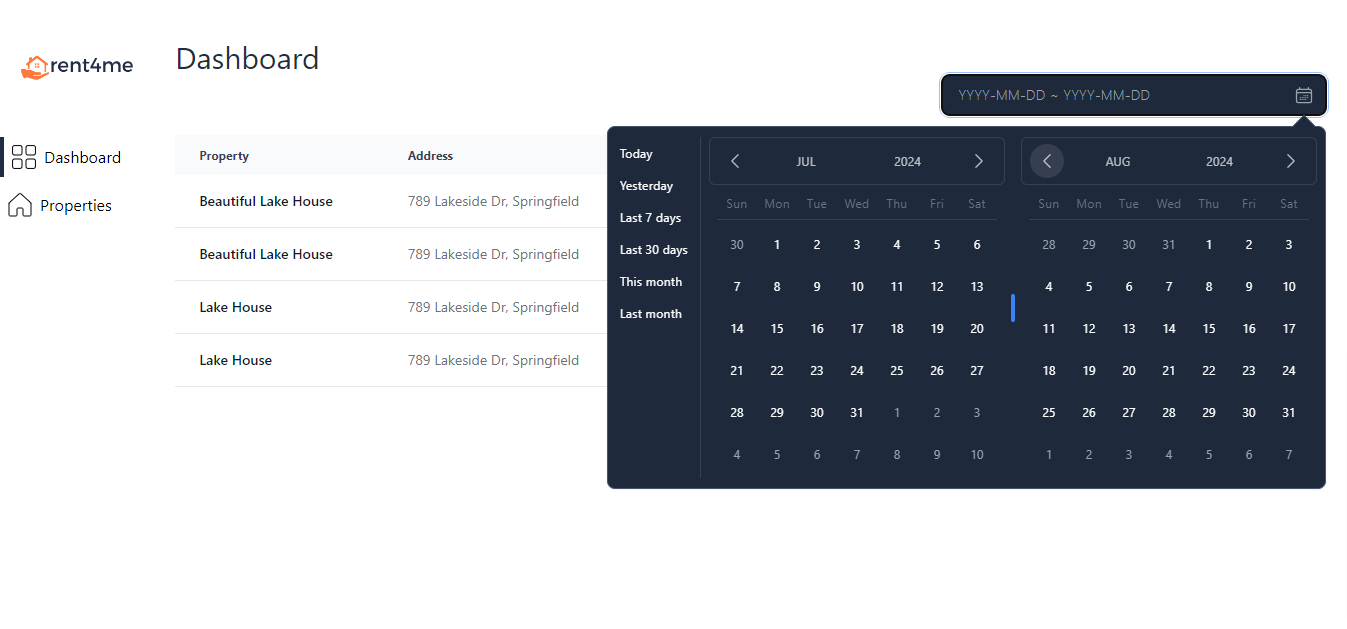 rent4me
Dashboard
YYYY-MM-DD ~ YYYY-MM-DD
Dashboard
Properties
Property Address
Beautiful Lake House 789 Lakeside Dr, Springfield
Beautiful Lake House 789 Lakeside Dr, Springfield
Lake House 789 Lakeside Dr, Springfield
Lake House 789 Lakeside Dr, Springfield
Today
Yesterday
Last 7 days
Last 30 days
This month
Last month
JUL 2024
Sun Mon Tue Wed Thu Fri Sat
30 1 2 3 4 5 6
7 8 9 10 11 12 13
14 15 16 17 18 19 20
21 22 23 24 25 26 27
28 29 30 31 1 2 3
4 5 6 7 8 9 10
AUG 2024
Sun Mon Tue Wed Thu Fri Sat
28 29 30 31 1 2 3
4 5 6 7 8 9 10
11 12 13 14 15 16 17
18 19 20 21 22 23 24
25 26 27 28 29 30 31
1 2 3 4 5 6 7